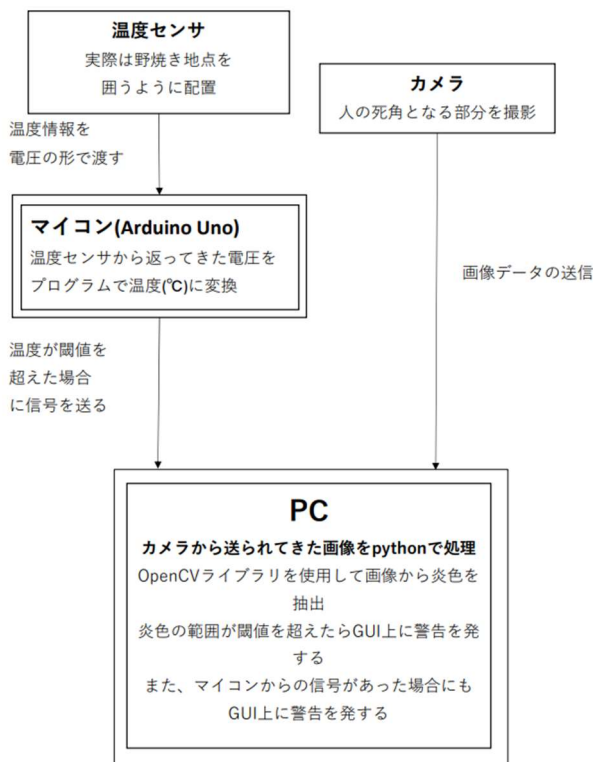 温度センサ
実際は野焼き地点を
囲うように配置
カメラ
人の死角となる部分を撮影
温度情報を
電圧の形で渡す
マイコン(Arduino Uno)
温度センサから返ってきた電圧を
プログラムで温度(℃)に変換
画像データの送信
温度が閾値を
超えた場合
に信号を送る
PC
カメラから送られてきた画像をpythonで処理
OpenCVライブラリを使用して画像から炎色を
抽出
炎色の範囲が閾値を超えたらGUI上に警告を発
する
また、マイコンからの信号があった場合にも
GUI上に警告を発する